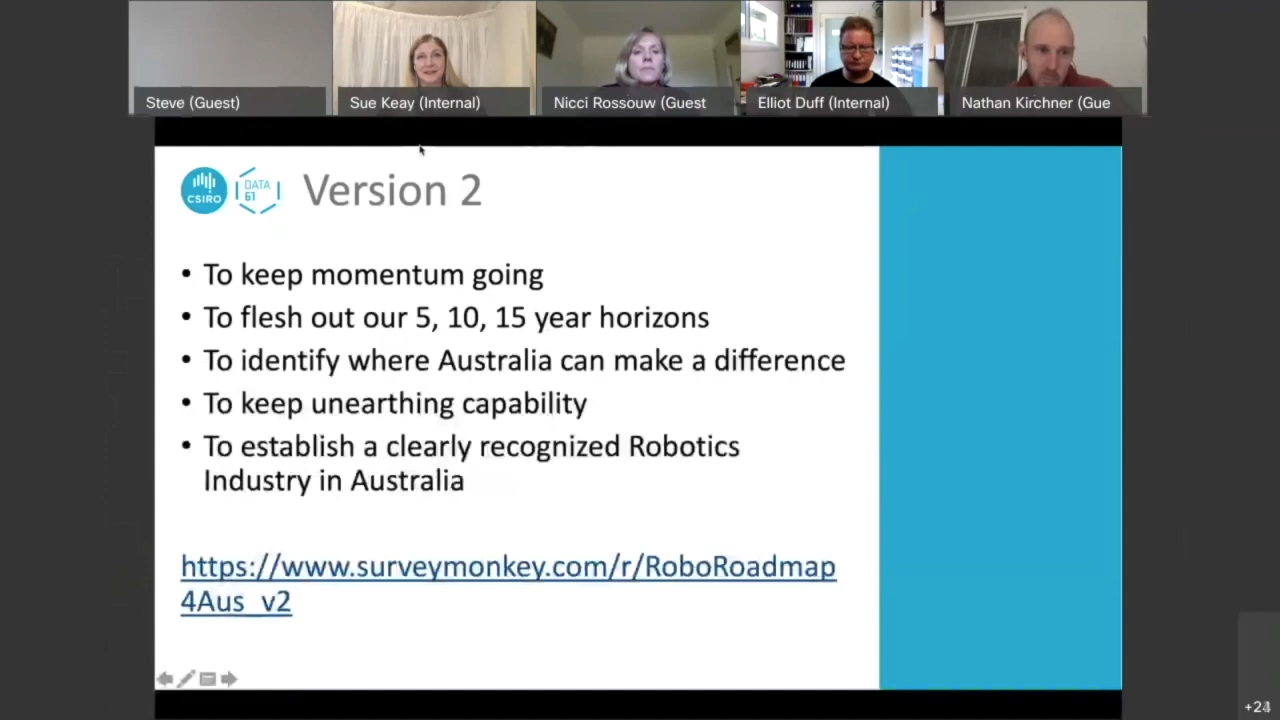 Steve (Guest)
Sue Keay (Internal)
Nicci Rossouw (Guest
Elliot Duff (Internal)
Nathan Kirchner (Gue
CSIRO
DATA
61
Version 2
• To keep momentum going
• To flesh out our 5, 10, 15 year horizons
• To identify where Australia can make a difference
• To keep unearthing capability
• To establish a clearly recognized Robotics
Industry in Australia
https://www.surveymonkey.com/r/RoboRoadmap
4Aus_v2